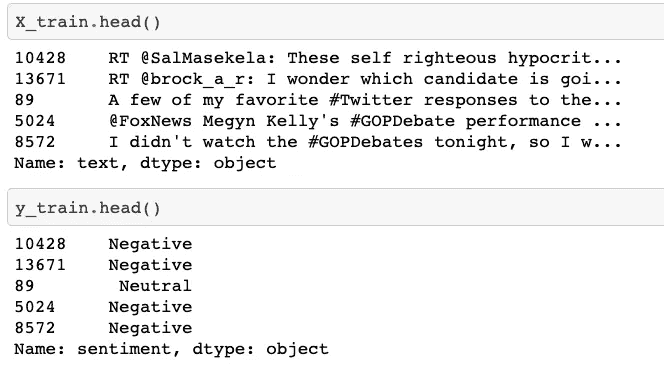 X_train.head()
10428    RT @SalMasekela: These self righteous hypocrit...
13671    RT @brock_a_r: I wonder which candidate is goi...
89       A few of my favorite #Twitter responses to the...
5024     @FoxNews Megyn Kelly's #GOPDebate performance ...
8572     I didn't watch the #GOPDebates tonight, so I w...
Name: text, dtype: object
y_train.head()
10428    Negative
13671    Negative
89        Neutral
5024     Negative
8572     Negative
Name: sentiment, dtype: object